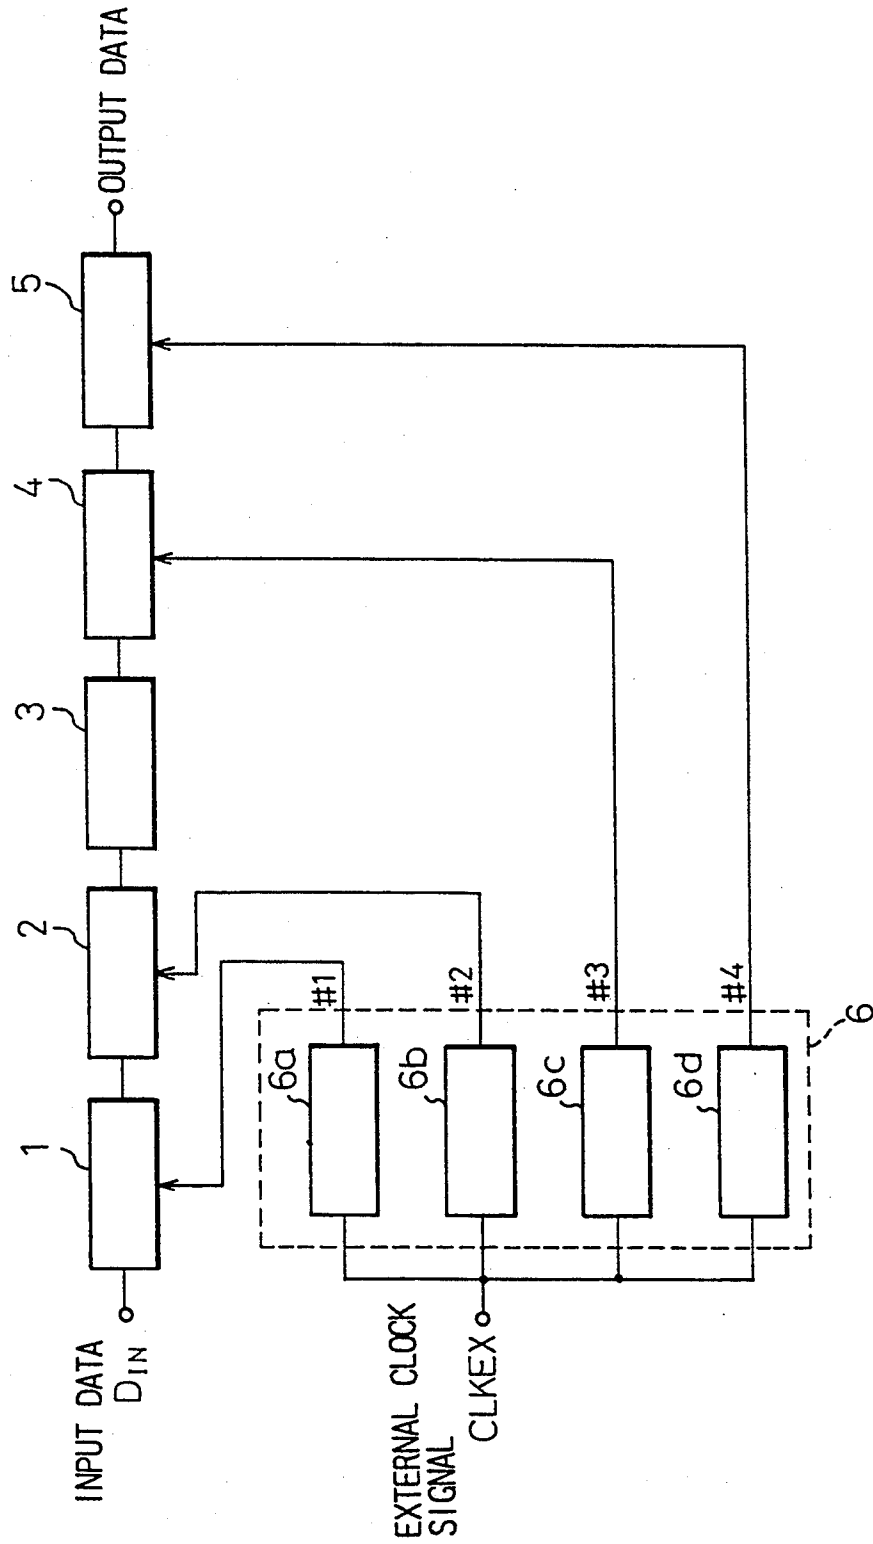 INPUT DATA
DIN
1
2
3
4
5
OUTPUT DATA
EXTERNAL CLOCK
SIGNAL
CLKEX
6a
#1
6b
#2
6c
#3
6d
#4
6